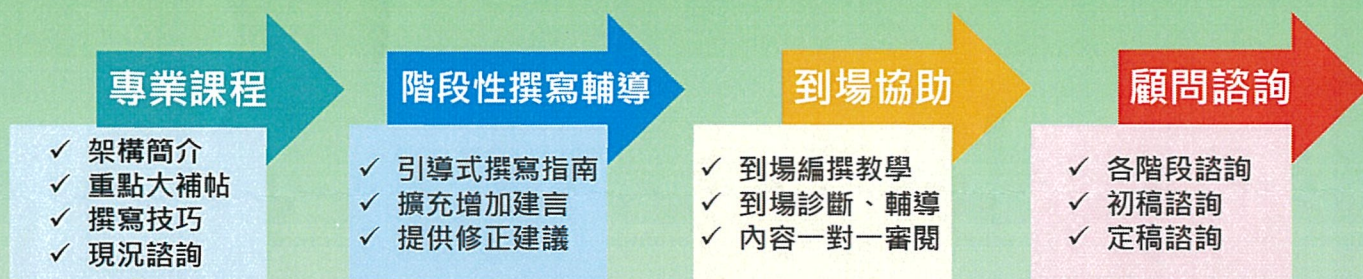 專業課程
✓ 架構簡介
✓ 重點大補帖
✓ 撰寫技巧
✓ 現況諮詢
階段性撰寫輔導
✓ 引導式撰寫指南
✓ 擴充增加建言
✓ 提供修正建議
到場協助
✓ 到場編撰教學
✓ 到場診斷、輔導
✓ 內容一對一審閱
顧問諮詢
✓ 各階段諮詢
✓ 初稿諮詢
✓ 定稿諮詢